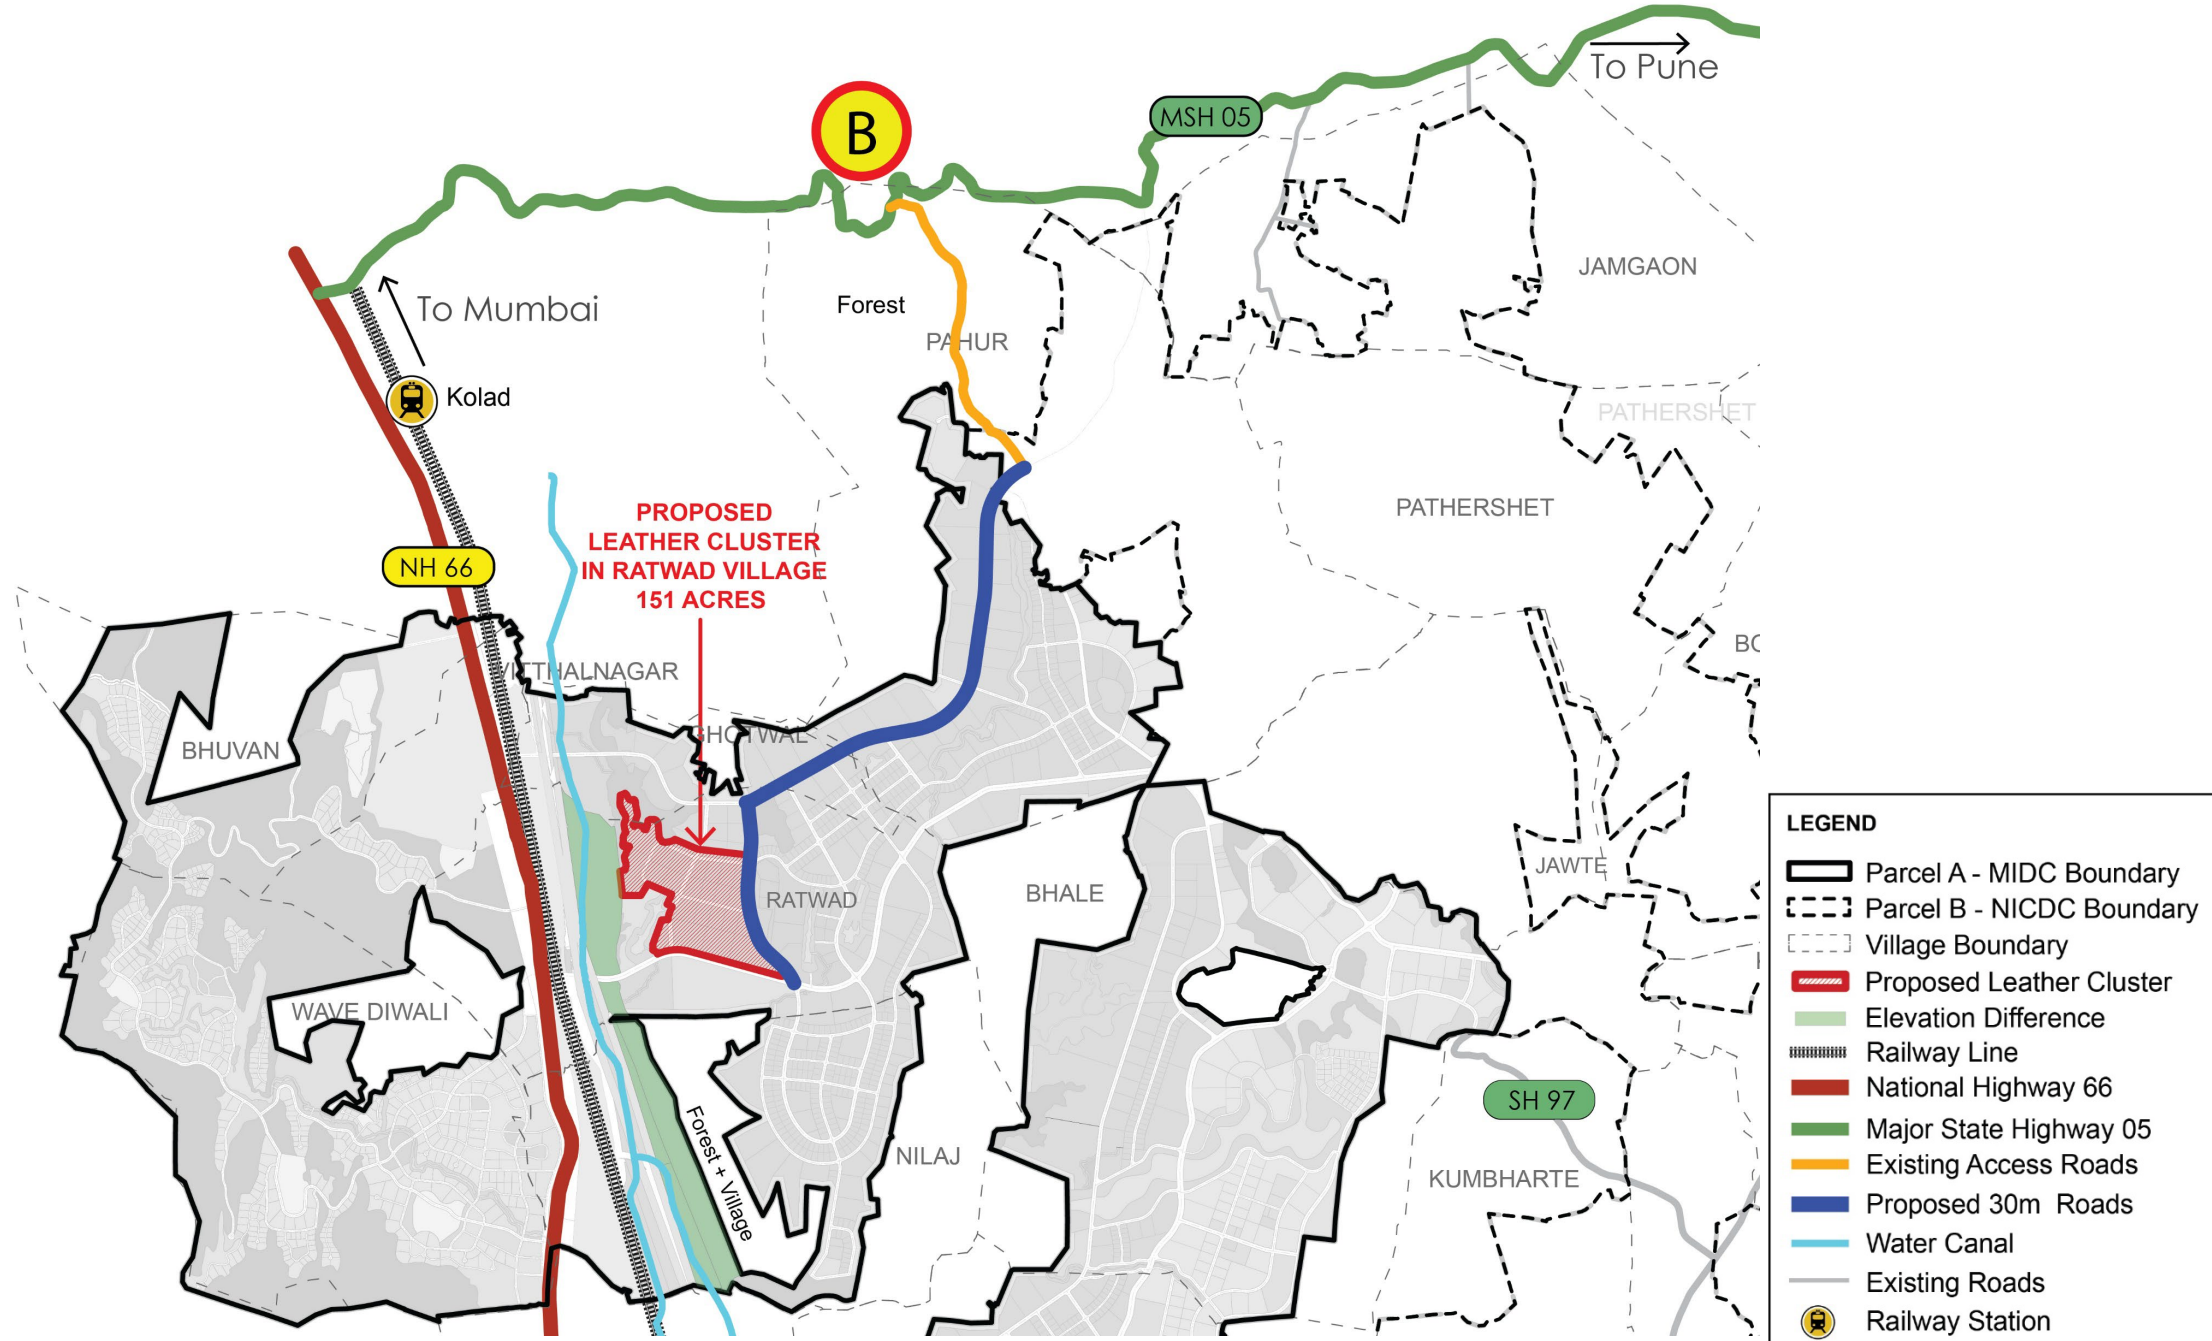 To Pune
B
MSH 05
JAMGAON
To Mumbai
Forest
PAHUR
Kolad
PATHERSHET
PATHERSHET
PROPOSED
LEATHER CLUSTER
IN RATWAD VILLAGE
151 ACRES
NH 66
BO
VITTHALNAGAR
GHOTWAL
BHUVAN
JAWTE
BHALE
RATWAD
WAVE DIWALI
SH 97
Forest + Village
NILAJ
KUMBHARTE
LEGEND
Parcel A - MIDC Boundary
Parcel B - NICDC Boundary
Village Boundary
Proposed Leather Cluster
Elevation Difference
Railway Line
National Highway 66
Major State Highway 05
Existing Access Roads
Proposed 30m Roads
Water Canal
Existing Roads
Railway Station